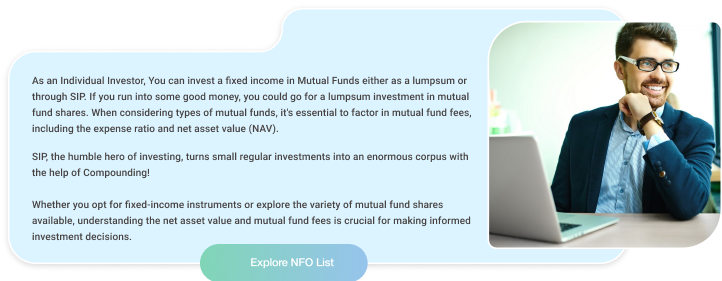 As an Individual Investor, You can invest a fixed income in Mutual Funds either as a lumpsum or
through SIP. If you run into some good money, you could go for a lumpsum investment in mutual
fund shares. When considering types of mutual funds, it's essential to factor in mutual fund fees,
including the expense ratio and net asset value (NAV).
SIP, the humble hero of investing, turns small regular investments into an enormous corpus with
the help of Compounding!
Whether you opt for fixed-income instruments or explore the variety of mutual fund shares
available, understanding the net asset value and mutual fund fees is crucial for making informed
investment decisions.
Explore NFO List